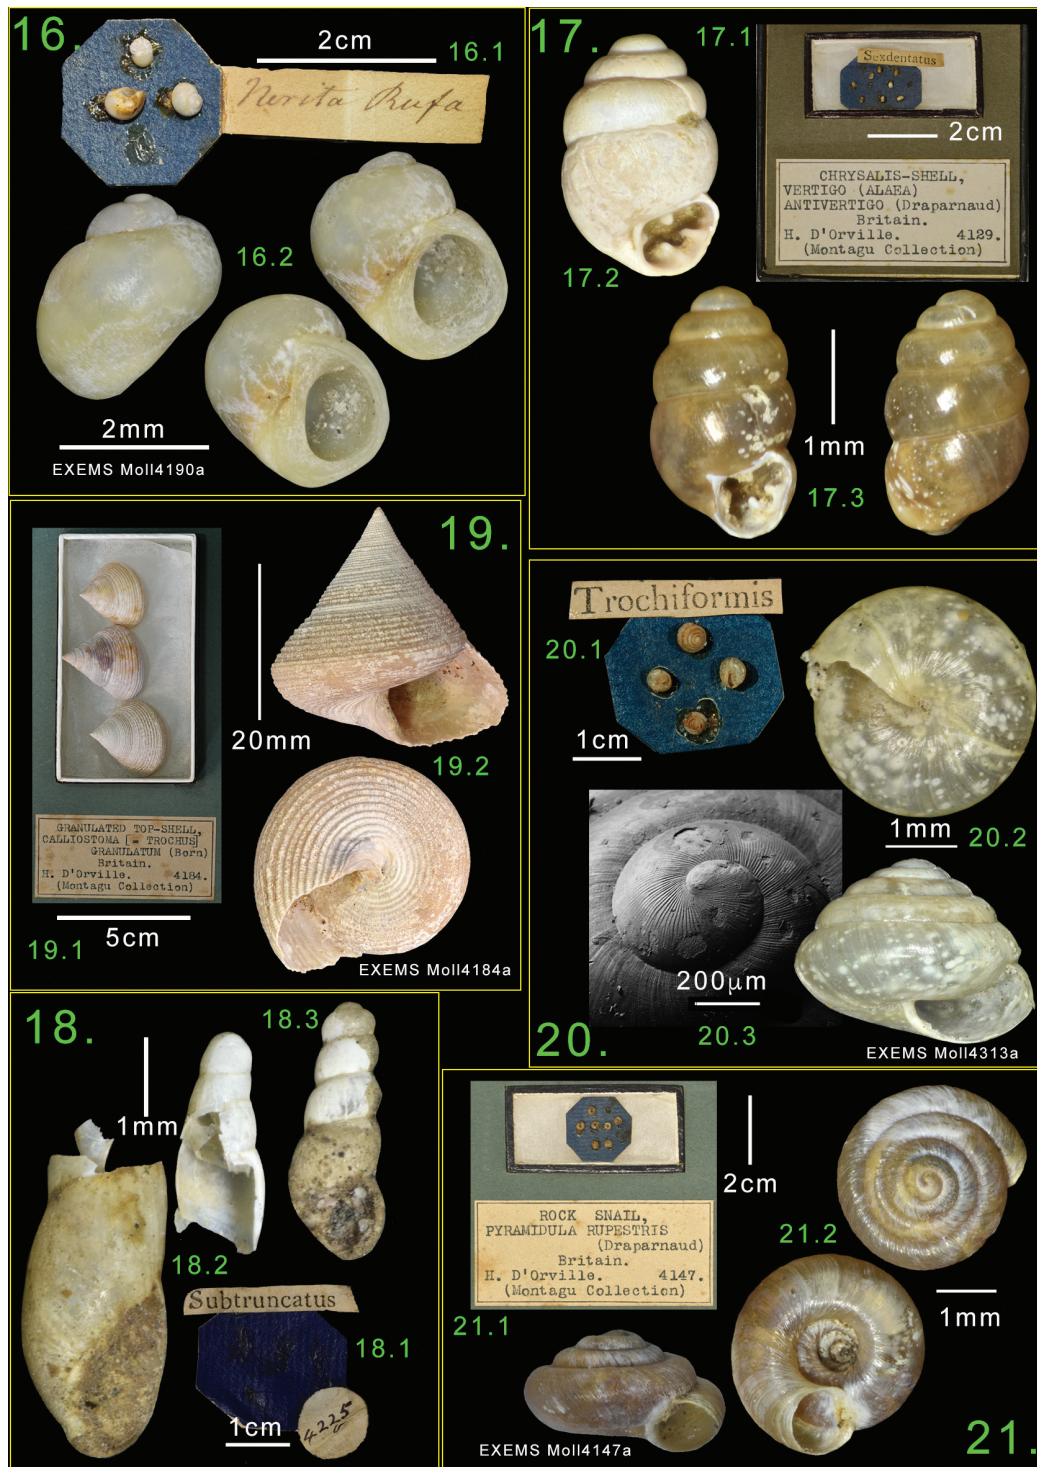 16.
2cm
16.1
Nerita Rufa
16.2
2mm
EXEMS Moll4190a
17.
17.1
Sexdentatus
2cm
CHRYSALIS-SHELL,
VERTIGO (ALAEA)
ANTIVERTIGO (Draparnaud)
Britain.
H. D'Orville. 4129.
(Montagu Collection)
17.2
1mm
17.3
19.
20mm
19.2
GRANULATED TOP-SHELL,
CALLIOSTOMA [= TROCHUS]
GRANULATUM (Born)
Britain.
H. D'Orville. 4184.
(Montagu Collection)
5cm
19.1
EXEMS Moll4184a
Trochiformis
20.1
1cm
1mm
20.2
200μm
20.3
20.
EXEMS Moll4313a
18.
18.3
1mm
18.2
Subtruncatus
18.1
4225
1cm
2cm
ROCK SNAIL,
PYRAMIDULA RUPESTRIS
(Draparnaud)
Britain.
H. D'Orville. 4147.
(Montagu Collection)
21.2
21.1
1mm
EXEMS Moll4147a
21.